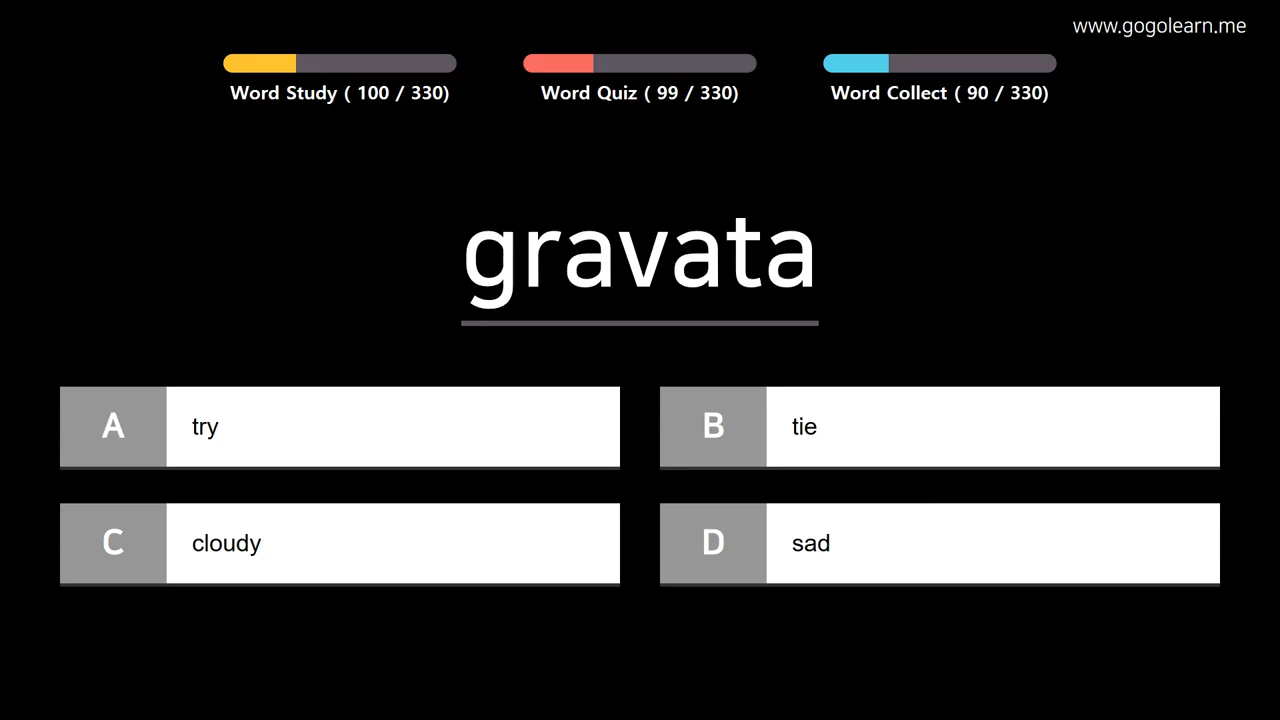 www.gogolearn.me
Word Study ( 100 / 330)
Word Quiz ( 99 / 330)
Word Collect ( 90 / 330)
gravata
A try
B tie
C cloudy
D sad